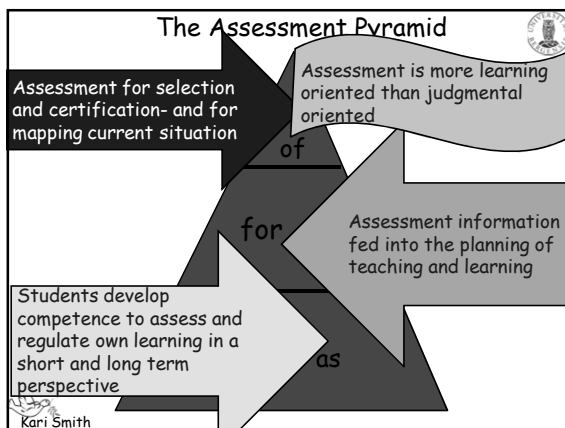 The Assessment Pyramid
Assessment for selection
and certification- and for
mapping current situation
Assessment is more learning
oriented than judgmental
oriented
of
for
Assessment information
fed into the planning of
teaching and learning
Students develop
competence to assess and
regulate own learning in a
short and long term
perspective
as
Kari Smith